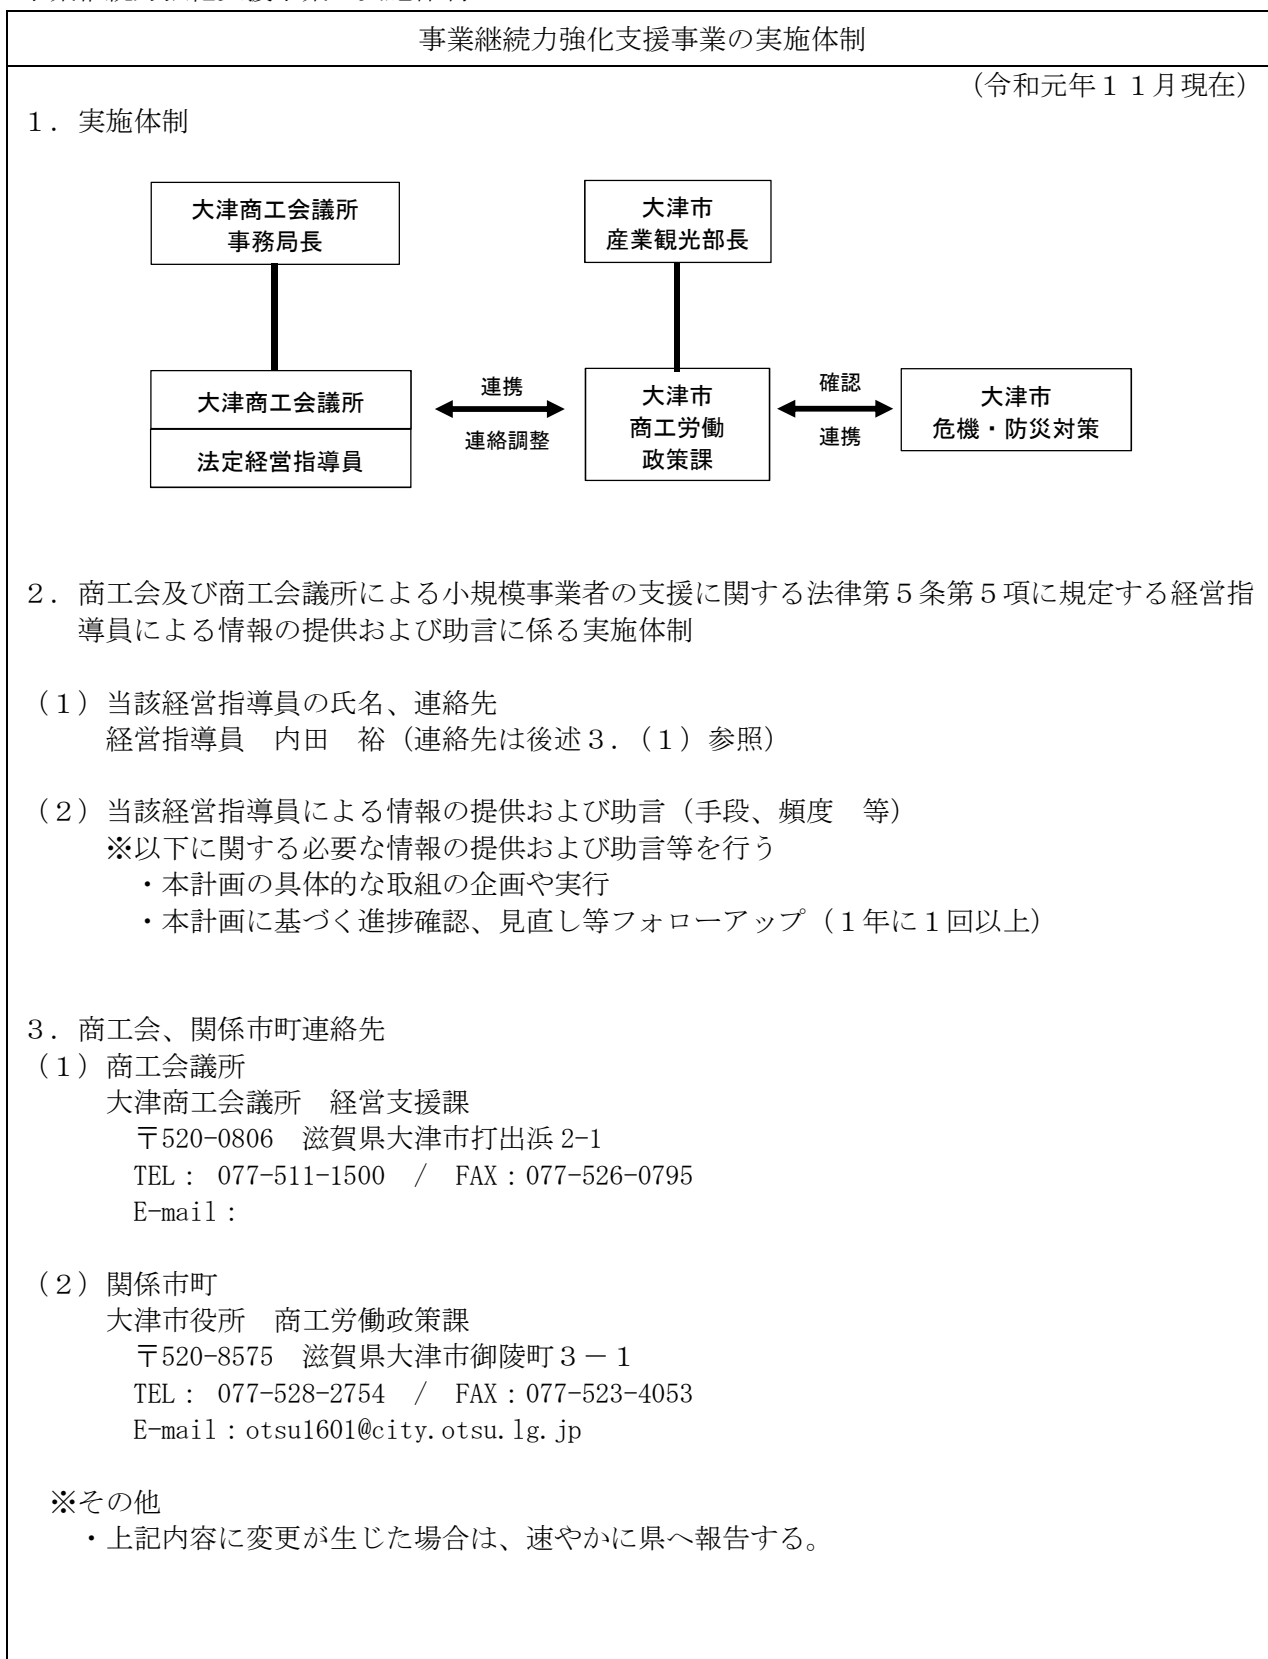 事業継続力強化支援事業の実施体制
(令和元年11月現在)
1.実施体制
大津商工会議所
事務局長
大津市
産業観光部長
大津商工会議所
法定経営指導員
連携
連絡調整
大津市
商工労働
政策課
確認
連携
大津市
危機・防災対策
2.商工会及び商工会議所による小規模事業者の支援に関する法律第5条第5項に規定する経営指
導員による情報の提供および助言に係る実施体制
(1)当該経営指導員の氏名、連絡先
経営指導員 内田 裕(連絡先は後述3.(1)参照)
(2)当該経営指導員による情報の提供および助言(手段、頻度 等)
※以下に関する必要な情報の提供および助言等を行う
・本計画の具体的な取組の企画や実行
・本計画に基づく進捗確認、見直し等フォローアップ(1年に1回以上)
3.商工会、関係市町連絡先
(1)商工会議所
大津商工会議所 経営支援課
〒520-0806 滋賀県大津市打出浜 2-1
TEL: 077-511-1500 / FAX:077-526-0795
E-mail:
(2)関係市町
大津市役所 商工労働政策課
〒520-8575 滋賀県大津市御陵町3-1
TEL: 077-528-2754 / FAX:077-523-4053
E-mail:otsu1601@city.otsu.lg.jp
※その他
・上記内容に変更が生じた場合は、速やかに県へ報告する。